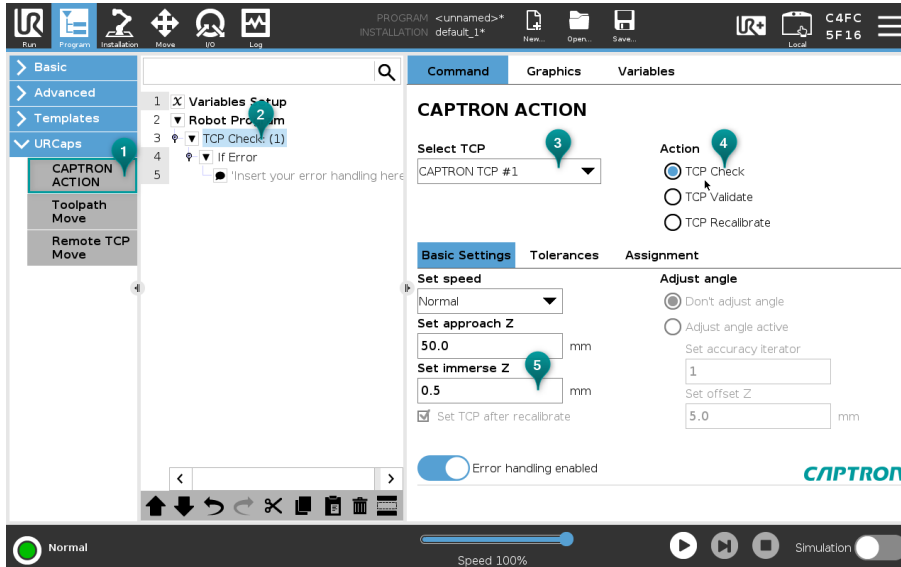 PROGRAM <unnamed>*
INSTALLATION default_1*
Run
Program
Installation
Move
I/O
Log
New...
Open...
Save...
UR+
Local
C4FC
5F16
Basic
Advanced
Templates
URCaps
CAPTRON
ACTION
Toolpath
Move
Remote TCP
Move
1
2
3
4
5
1 X Variables Setup
2 Robot Program
3 TCP Check: (1)
4 If Error
5 'Insert your error handling here
Command Graphics Variables
CAPTRON ACTION
Select TCP
CAPTRON TCP #1
Action
TCP Check
TCP Validate
TCP Recalibrate
Basic Settings Tolerances Assignment
Set speed
Normal
Set approach Z
50.0 mm
Set immerse Z
0.5 mm
Set TCP after recalibrate
Adjust angle
Don't adjust angle
Adjust angle active
Set accuracy iterator
1
Set offset Z
5.0 mm
Error handling enabled
CAPTRON
Normal
Speed 100%
Simulation